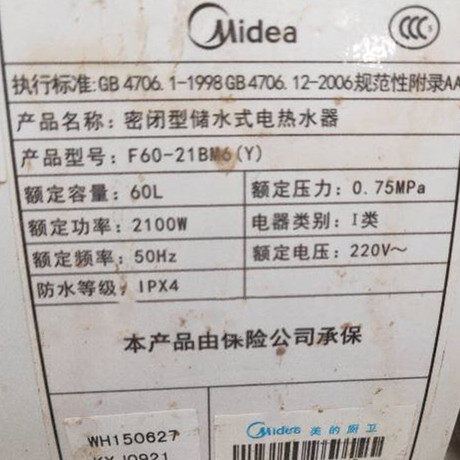 Midea
CCC
执行标准:GB 4706.1-1998 GB 4706.12-2006规范性附录AA
产品名称: 密闭型储水式电热水器
产品型号: F60-21BM6(Y)
额定容量: 60L 额定压力: 0.75MPa
额定功率: 2100W 电器类别: I类
额定频率: 50Hz 额定电压: 220V～
防水等级: IPX4
本产品由保险公司承保
WH150627
Midea 美的厨卫